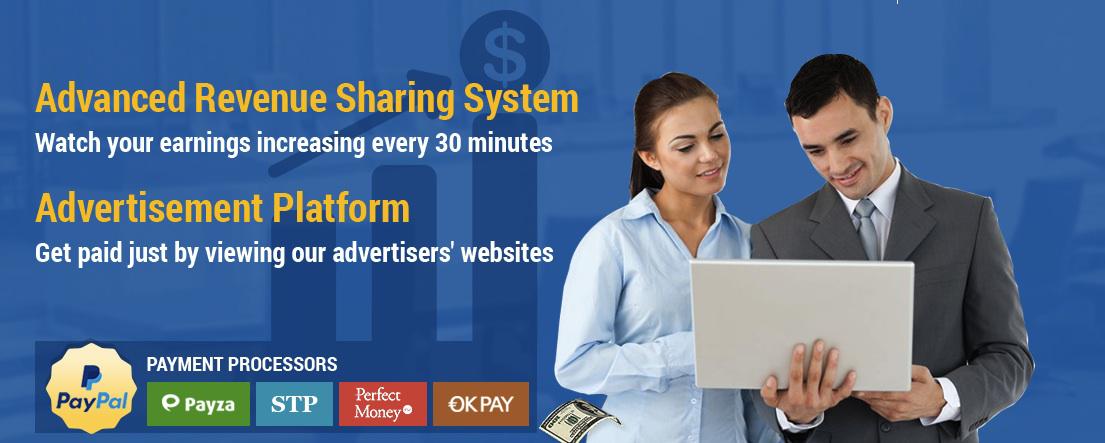 $
Advanced Revenue Sharing System
Watch your earnings increasing every 30 minutes
Advertisement Platform
Get paid just by viewing our advertisers' websites
PAYMENT PROCESSORS
PayPal
Payza
STP
Perfect
Money
OKPAY